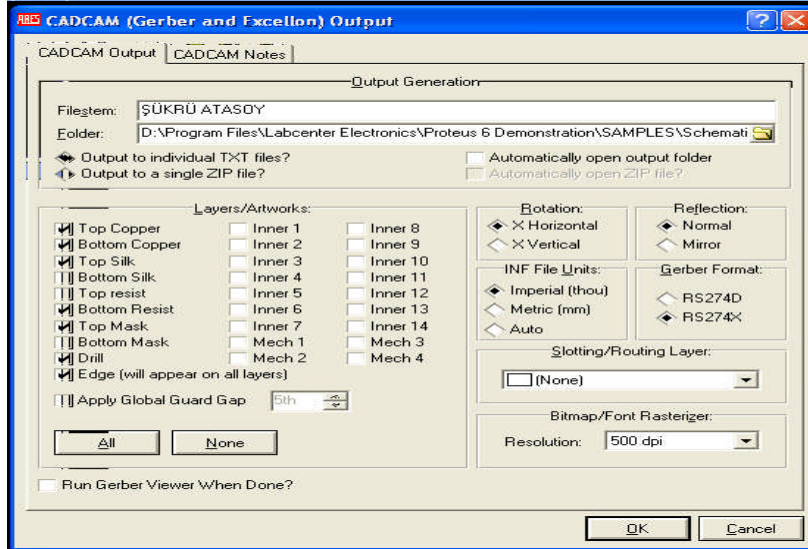 ARES CADCAM (Gerber and Excellon) Output
CADCAM Output CADCAM Notes
Output Generation
Filestem: ŞÜKRÜ ATASOY
Folder: D:\Program Files\Labcenter Electronics\Proteus 6 Demonstration\SAMPLES\Schemati
Output to individual TXT files? Automatically open output folder
Output to a single ZIP file? Automatically open ZIP file?
Layers/Artworks:
Top Copper Inner 1 Inner 8
Bottom Copper Inner 2 Inner 9
Top Silk Inner 3 Inner 10
Bottom Silk Inner 4 Inner 11
Top resist Inner 5 Inner 12
Bottom Resist Inner 6 Inner 13
Top Mask Inner 7 Inner 14
Bottom Mask Mech 1 Mech 3
Drill Mech 2 Mech 4
Edge (will appear on all layers)
Apply Global Guard Gap 5th
All None
Rotation:
X Horizontal
X Vertical
Reflection:
Normal
Mirror
INF File Units:
Imperial (thou)
Metric (mm)
Auto
Gerber Format:
RS274D
RS274X
Slotting/Routing Layer:
(None)
Bitmap/Font Rasterizer:
Resolution: 500 dpi
Run Gerber Viewer When Done?
OK Cancel